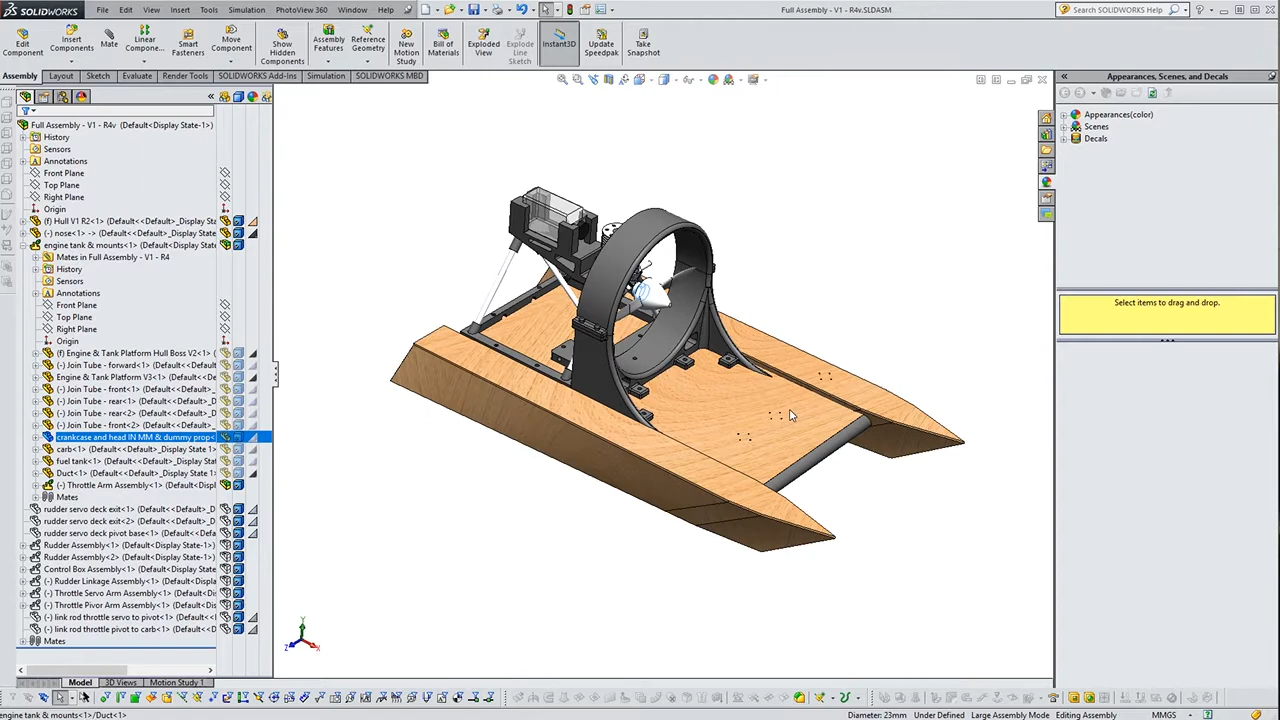 SOLIDWORKS File Edit View Insert Tools Simulation PhotoView 360 Window Help Full Assembly - V1 - R4v.SLDASM Search SOLIDWORKS Help
Edit Component
Insert Components
Mate
Linear Compone...
Smart Fasteners
Move Component
Show Hidden Components
Assembly Features
Reference Geometry
New Motion Study
Bill of Materials
Exploded View
Explode Line Sketch
Instant3D
Update Speedpak
Take Snapshot
Assembly Layout Sketch Evaluate Render Tools SOLIDWORKS Add-Ins Simulation SOLIDWORKS MBD
Appearances, Scenes, and Decals
Appearances(color)
Scenes
Decals
Select items to drag and drop.
Full Assembly - V1 - R4v (Default<Display State-1>)
History
Sensors
Annotations
Front Plane
Top Plane
Right Plane
Origin
(f) Hull V1 R2<1> (Default<<Default>_Display Sta
(-) nose<1> -> (Default<<Default>_Display State
engine tank & mounts<1> (Default<Display State-
Mates in Full Assembly - V1 - R4
History
Sensors
Annotations
Front Plane
Top Plane
Right Plane
Origin
(f) Engine & Tank Platform Hull Boss V2<1> (
(-) Join Tube - forward<1> (Default<<Default>
Engine & Tank Platform V3<1> (Default<Defaul
(-) Join Tube - front<1> (Default<<Default>_
(-) Join Tube - rear<1> (Default<<Default>_D
(-) Join Tube - rear<2> (Default<<Default>_D
(-) Join Tube - front<2> (Default<<Default>_
crankcase and head IN MM & dummy prop<
carb<1> (Default<<Default>_Display State 1
fuel tank<1> (Default<<Default>_Display Sta
Duct<1> (Default<<Default>_Display State 1>
(-) Throttle Arm Assembly<1> (Default<Displ
Mates
rudder servo deck exit<1> (Default<<Default>_D
rudder servo deck exit<2> (Default<<Default>_D
rudder servo deck pivot base<1> (Default<<Def
Rudder Assembly<1> (Default<Display State-1>)
Rudder Assembly<2> (Default<Display State-1>)
Control Box Assembly<1> (Default<Display State
(-) Rudder Linkage Assembly<1> (Default<Displ
(-) Throttle Servo Arm Assembly<1> (Default<Di
(-) Throttle Pivor Arm Assembly<1> (Default<Di
(-) link rod throttle servo to pivot<1> (Default<
(-) link rod throttle pivot to carb<1> (Default<<D
Mates
Y
Z
X
Model 3D Views Motion Study 1
engine tank & mounts<1>/Duct<1> Diameter: 23mm Under Defined Large Assembly Mode Editing Assembly MMGS